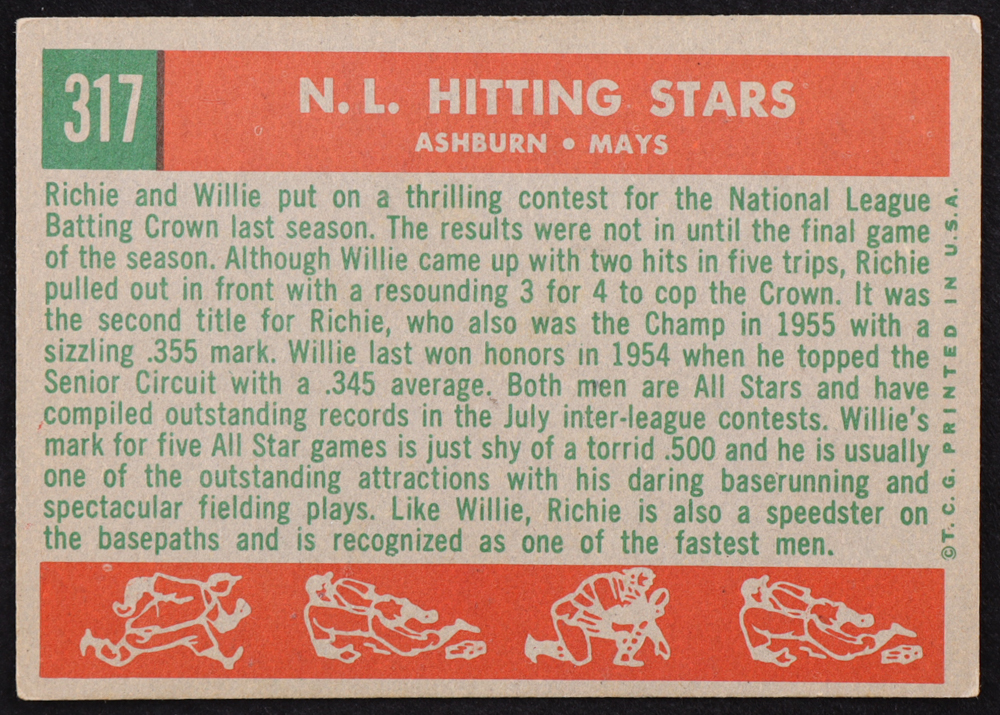 317
N. L. HITTING STARS
ASHBURN • MAYS
Richie and Willie put on a thrilling contest for the National League
Batting Crown last season. The results were not in until the final game
of the season. Although Willie came up with two hits in five trips, Richie
pulled out in front with a resounding 3 for 4 to cop the Crown. It was
the second title for Richie, who also was the Champ in 1955 with a
sizzling .355 mark. Willie last won honors in 1954 when he topped the
Senior Circuit with a .345 average. Both men are All Stars and have
compiled outstanding records in the July inter-league contests. Willie's
mark for five All Star games is just shy of a torrid .500 and he is usually
one of the outstanding attractions with his daring baserunning and
spectacular fielding plays. Like Willie, Richie is also a speedster on
the basepaths and is recognized as one of the fastest men.
©T. C. G. PRINTED IN U.S.A.